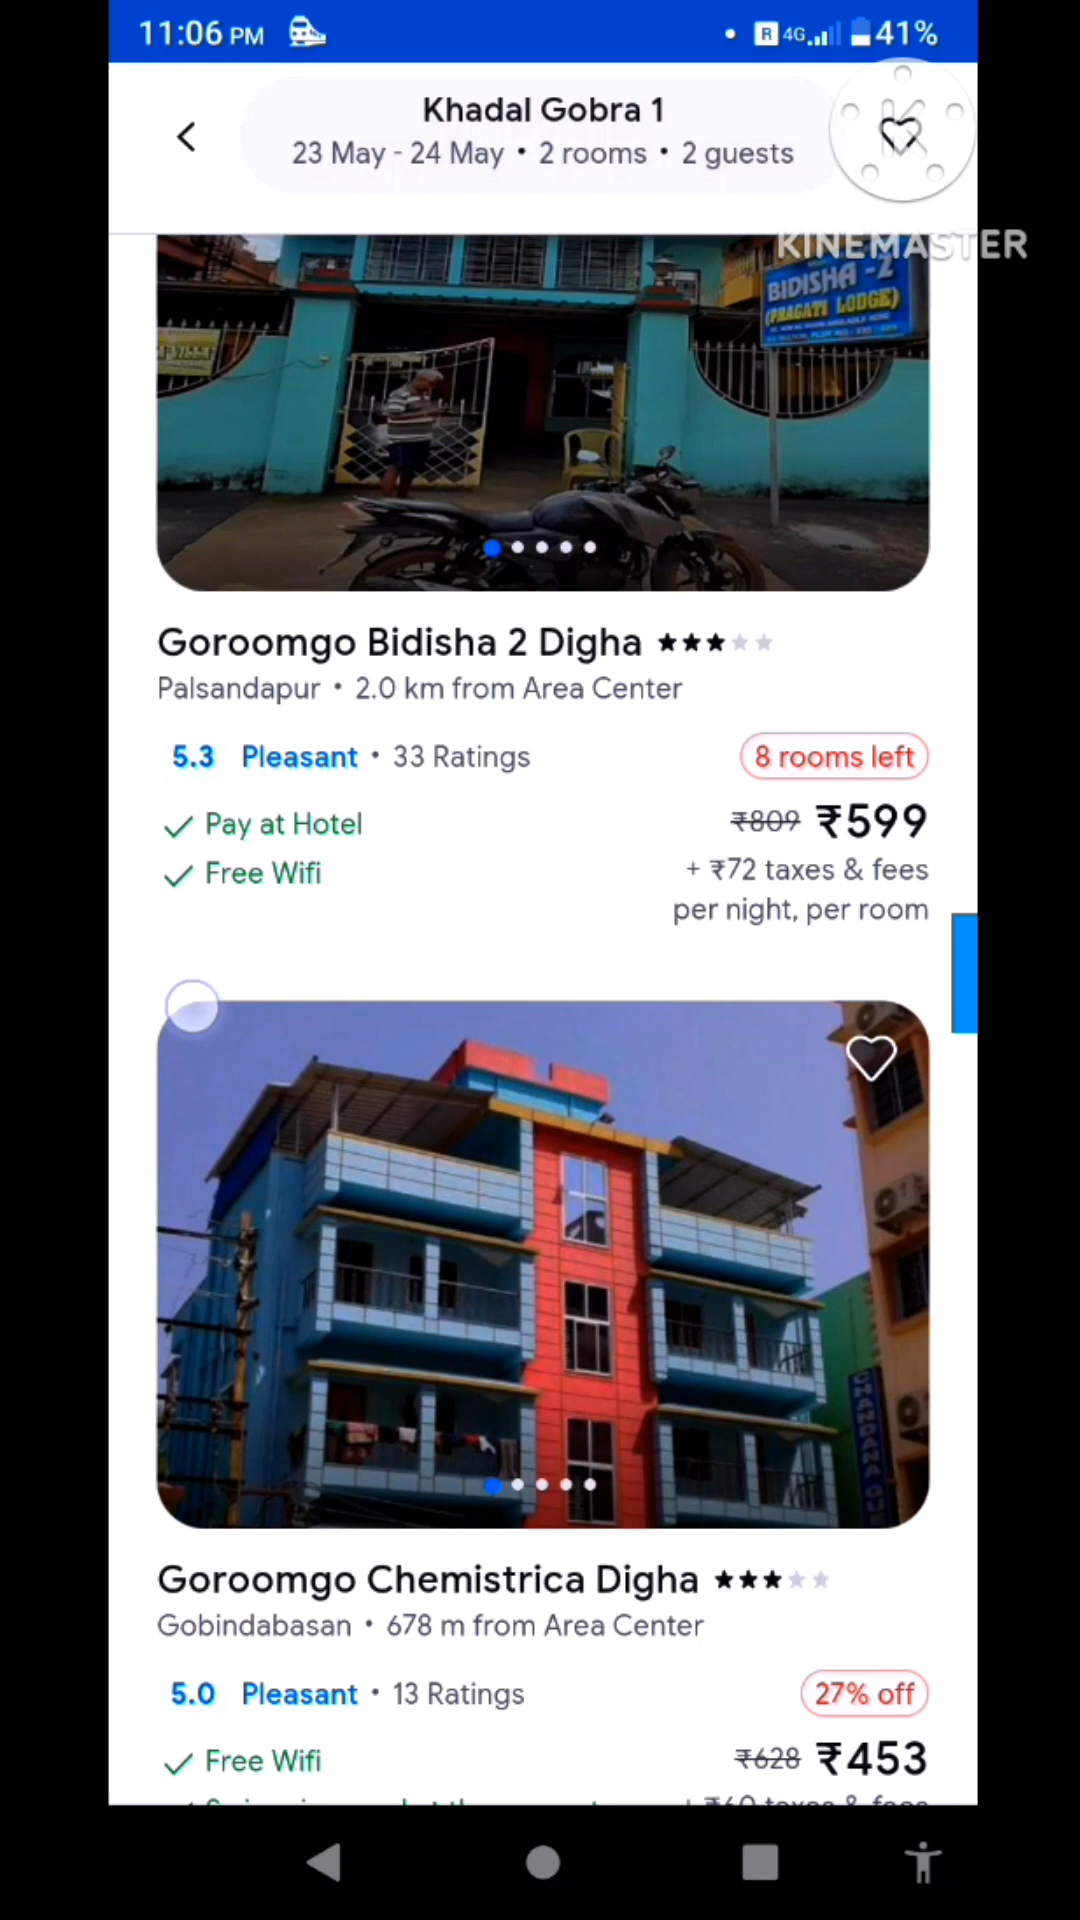 11:06 PM
R 4G 41%
Khadal Gobra 1
23 May - 24 May • 2 rooms • 2 guests
KINEMASTER
BIDISHA -2
(PRAGATI LODGE)
Goroomgo Bidisha 2 Digha
Palsandapur • 2.0 km from Area Center
5.3 Pleasant • 33 Ratings
8 rooms left
✓ Pay at Hotel
₹809 ₹599
✓ Free Wifi
+ ₹72 taxes & fees
per night, per room
CHANDANA GUE
Goroomgo Chemistrica Digha
Gobindabasan • 678 m from Area Center
5.0 Pleasant • 13 Ratings
27% off
✓ Free Wifi
₹628 ₹453